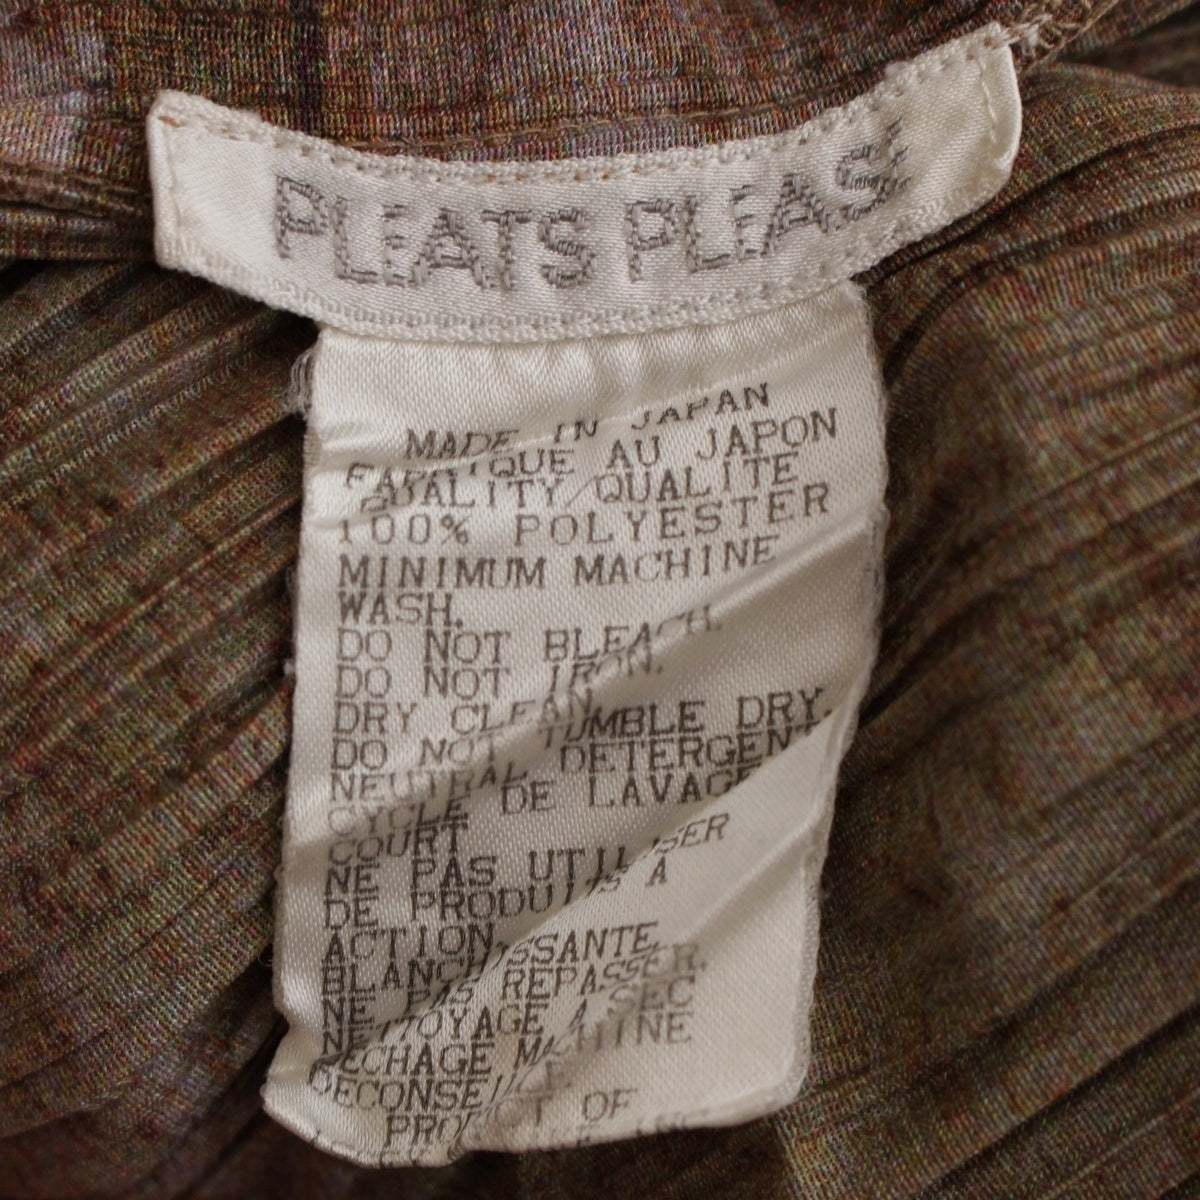 PLEATS PLEASE
MADE IN JAPAN
FABRIQUE AU JAPON
QUALITY/QUALITE
100% POLYESTER
MINIMUM MACHINE
WASH.
DO NOT BLEACH.
DO NOT IRON.
DRY CLEAN.
DO NOT TUMBLE DRY.
NEUTRAL DETERGENT
CYCLE DE LAVAGE
COURT
NE PAS UTILISER
DE PRODUITS A
ACTION
BLANCHISSANTE
NE PAS REPASSER.
NETTOYAGE A SEC
SECHAGE MACHINE
DECONSEILLE
PRODUCT OF